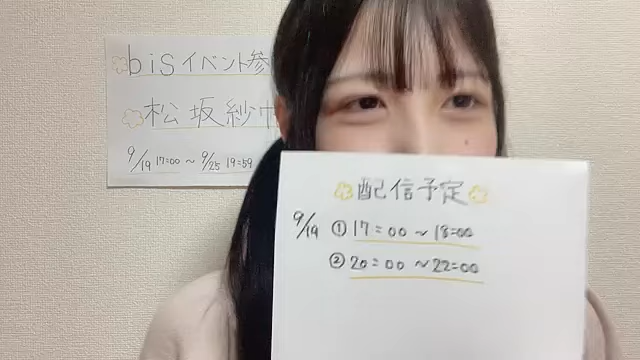 bisイベント参
松坂紗
9/19 17=00 ~ 9/25 19=59
配信予定
9/19 ① 17=00 ~ 18=00
② 20=00 ~ 22=00